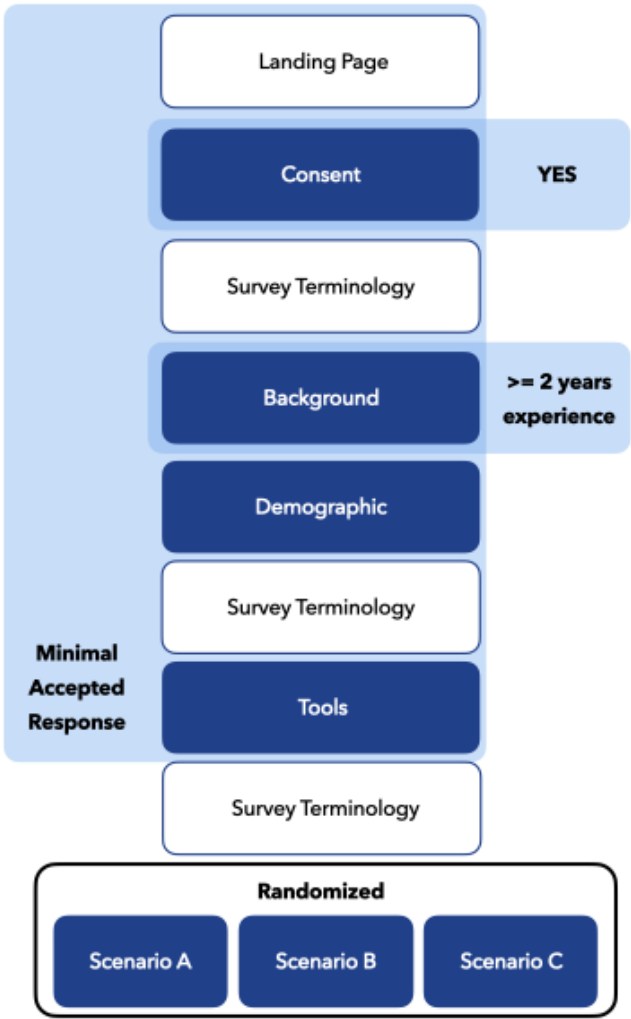 Landing Page
Consent
YES
Survey Terminology
Background
>= 2 years
experience
Demographic
Survey Terminology
Minimal
Accepted
Response
Tools
Survey Terminology
Randomized
Scenario A
Scenario B
Scenario C